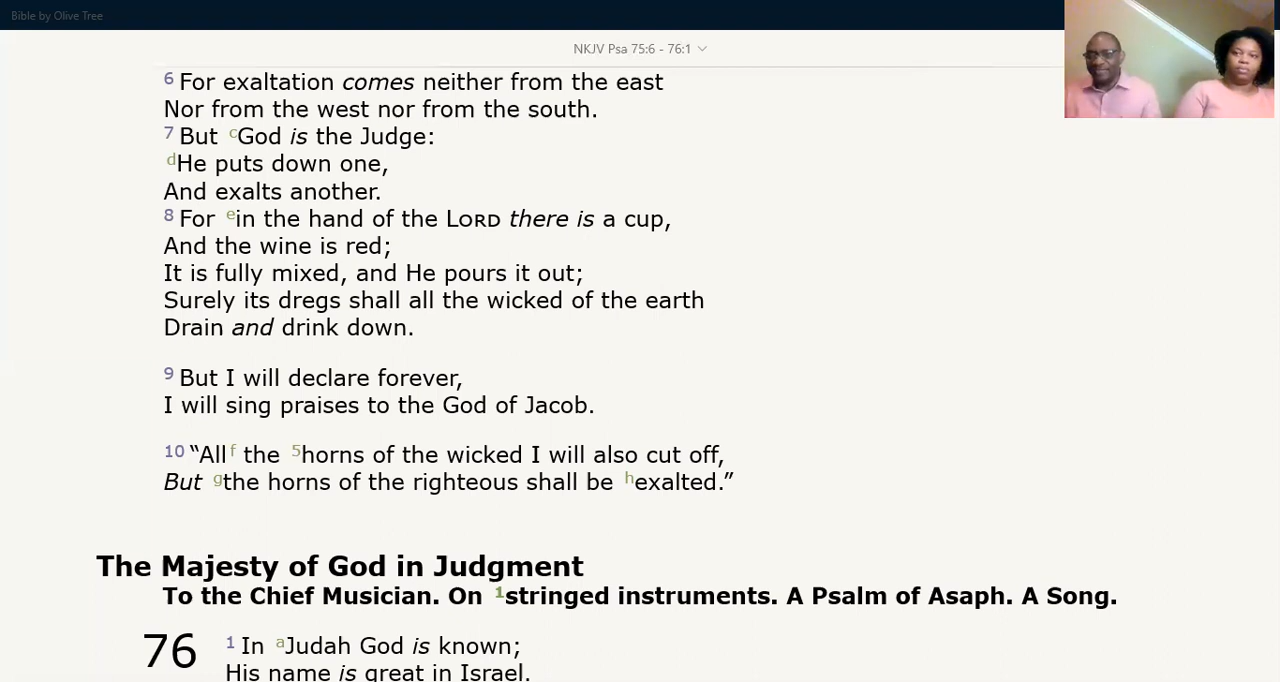 Bible by Olive Tree
NKJV Psa 75:6 - 76:1
6 For exaltation comes neither from the east
Nor from the west nor from the south.
7 But cGod is the Judge:
dHe puts down one,
And exalts another.
8 For ein the hand of the LORD there is a cup,
And the wine is red;
It is fully mixed, and He pours it out;
Surely its dregs shall all the wicked of the earth
Drain and drink down.
9 But I will declare forever,
I will sing praises to the God of Jacob.
10 “All f the 5horns of the wicked I will also cut off,
But gthe horns of the righteous shall be hexalted.”
The Majesty of God in Judgment
To the Chief Musician. On 1stringed instruments. A Psalm of Asaph. A Song.
76 1 In aJudah God is known;
His name is great in Israel.